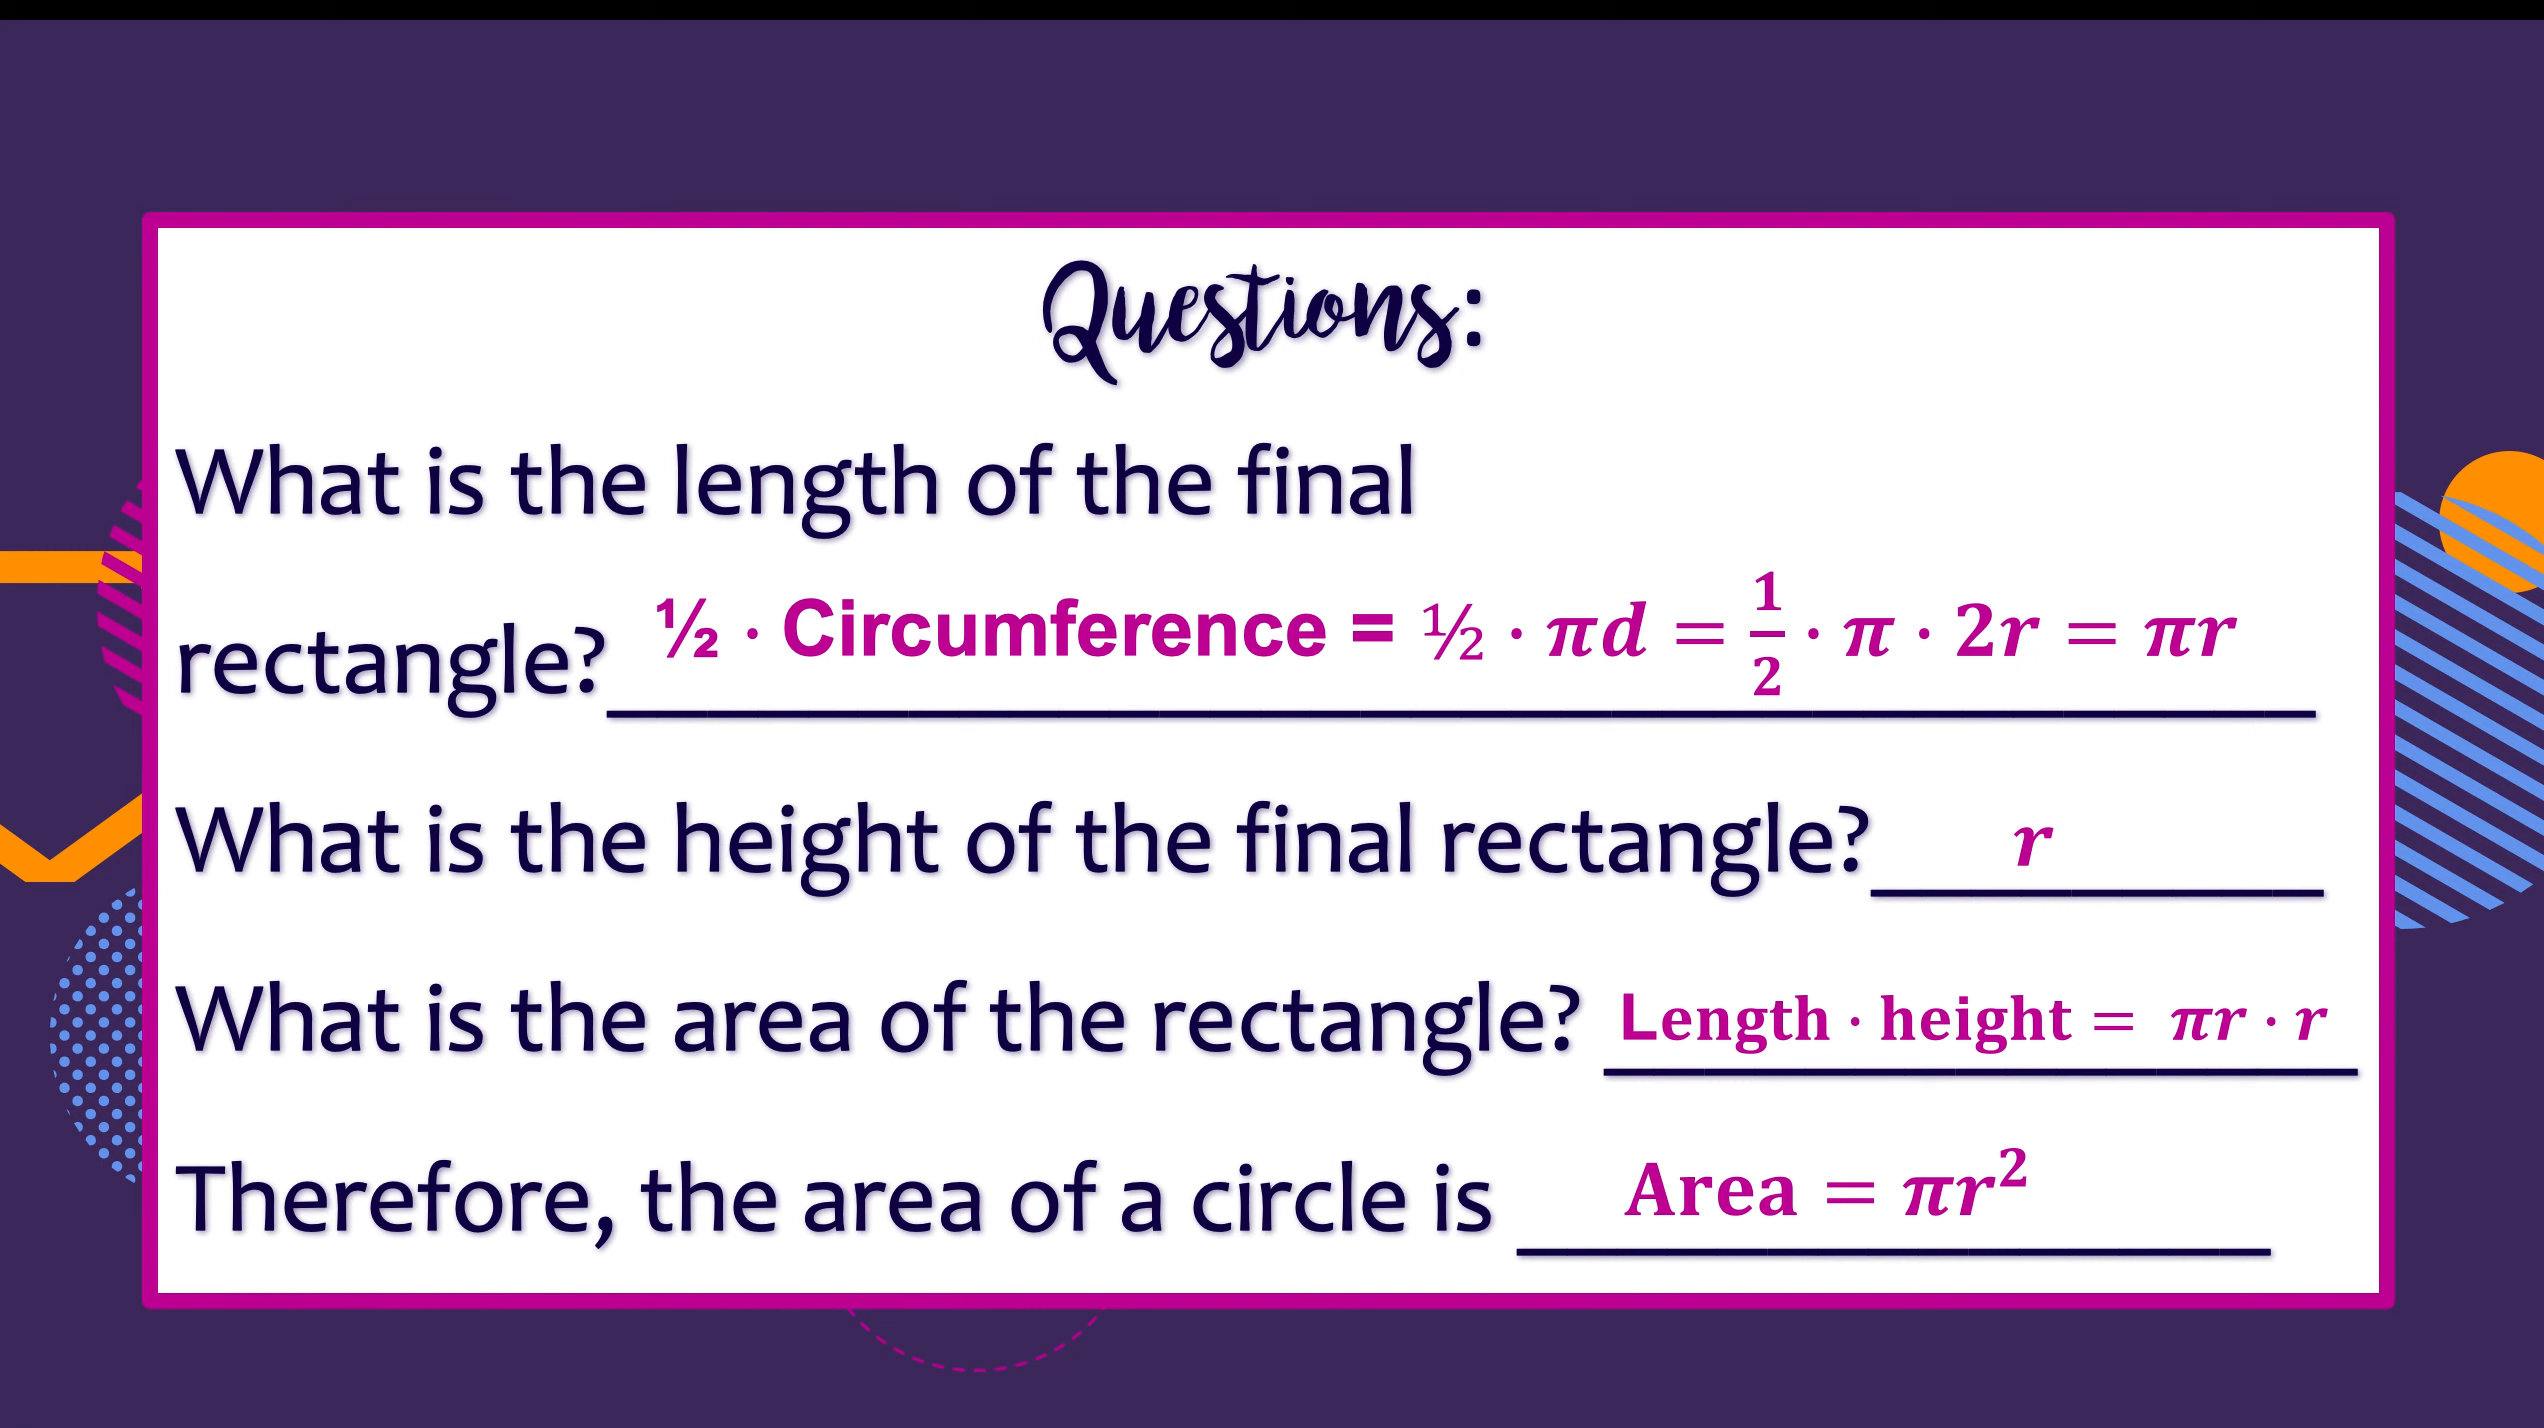 Questions:
What is the length of the final
rectangle? ½ · Circumference = ½ · πd = 1/2 · π · 2r = πr
What is the height of the final rectangle? r
What is the area of the rectangle? Length · height = πr · r
Therefore, the area of a circle is Area = πr²